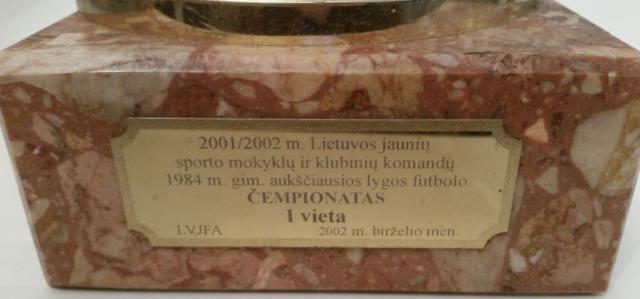 2001/2002 m. Lietuvos jaunių
sporto mokyklų ir klubinių komandų
1984 m. gim. aukščiausios lygos futbolo
ČEMPIONATAS
I vieta
LVJFA 2002 m. birželio mėn.